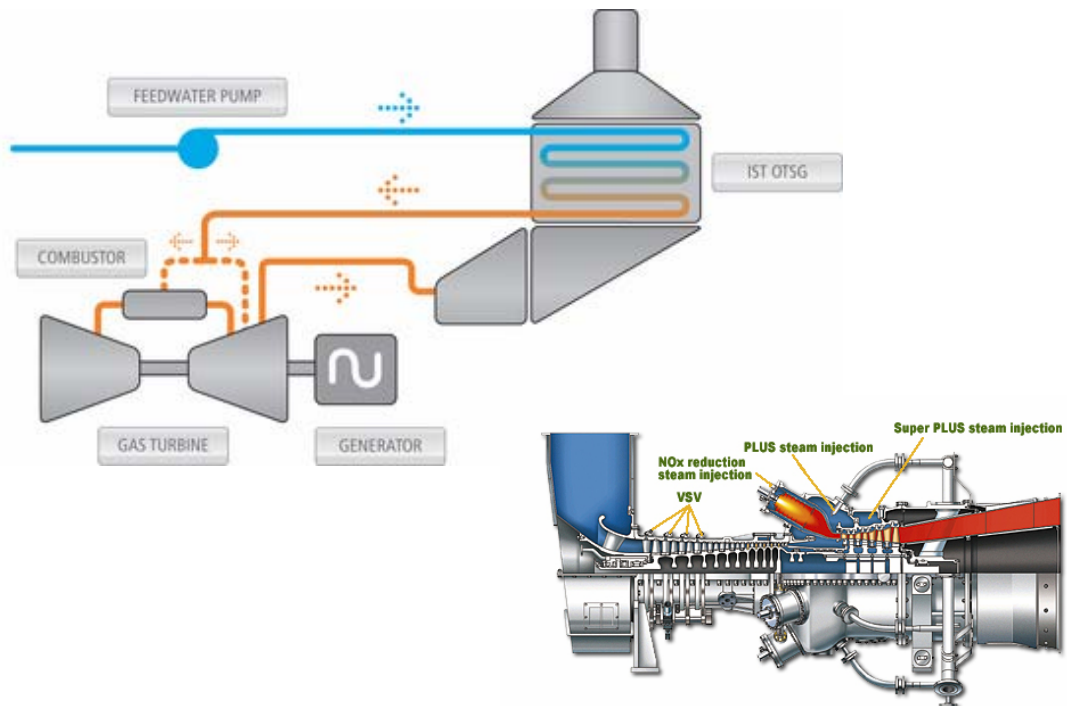 FEEDWATER PUMP
IST OTSG
COMBUSTOR
GAS TURBINE
GENERATOR
Super PLUS steam injection
PLUS steam injection
NOx reduction
steam injection
VSV